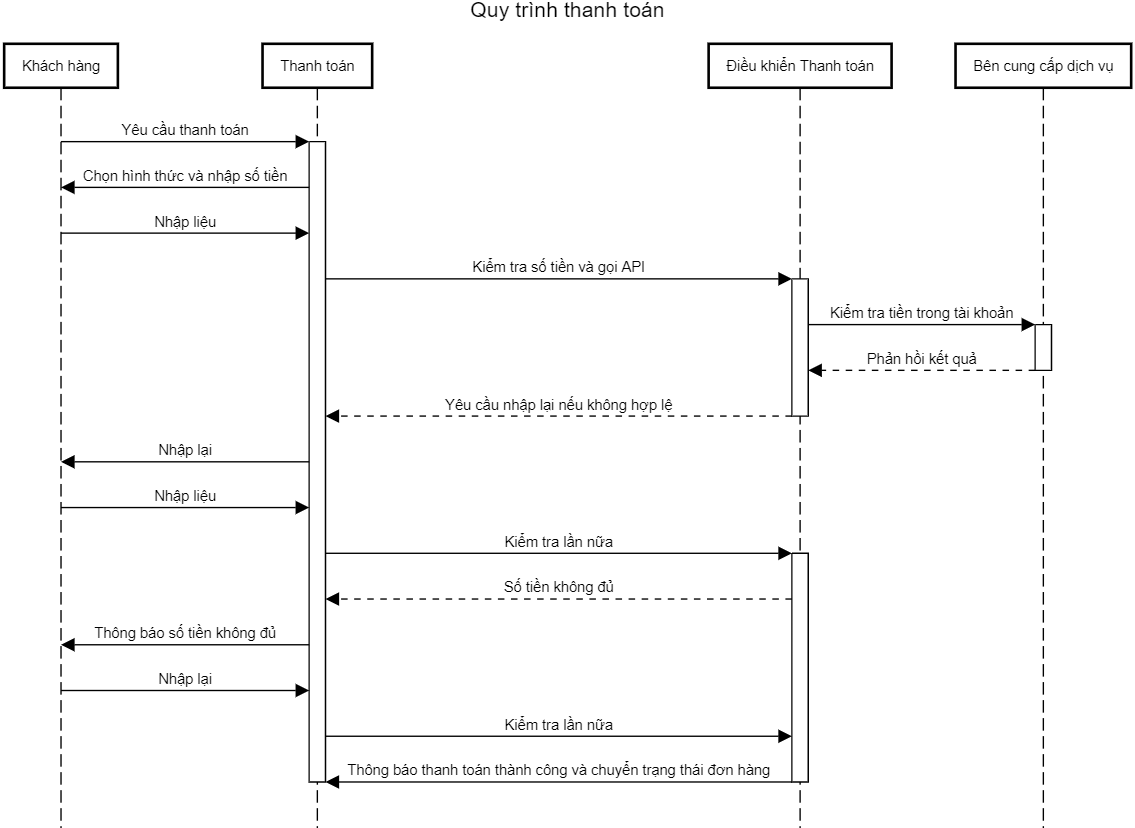 Quy trình thanh toán
Khách hàng
Thanh toán
Điều khiển Thanh toán
Bên cung cấp dịch vụ
Yêu cầu thanh toán
Chọn hình thức và nhập số tiền
Nhập liệu
Kiểm tra số tiền và gọi API
Kiểm tra tiền trong tài khoản
Phản hồi kết quả
Yêu cầu nhập lại nếu không hợp lệ
Nhập lại
Nhập liệu
Kiểm tra lần nữa
Số tiền không đủ
Thông báo số tiền không đủ
Nhập lại
Kiểm tra lần nữa
Thông báo thanh toán thành công và chuyển trạng thái đơn hàng